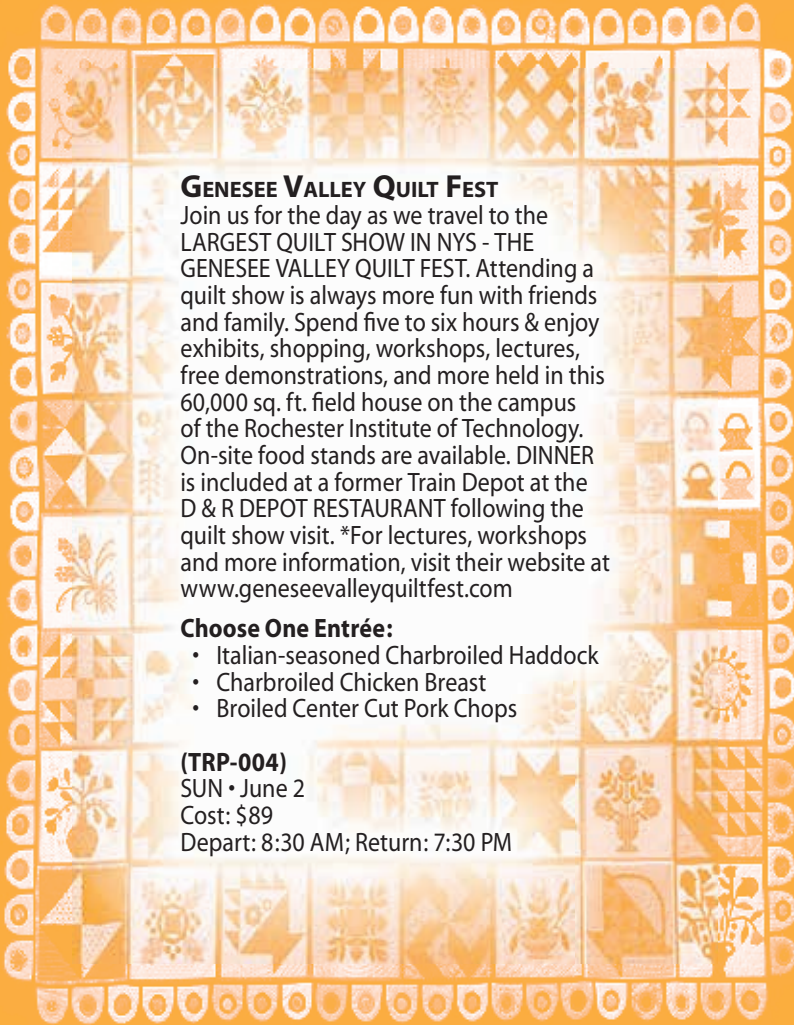 GENESEE VALLEY QUILT FEST
Join us for the day as we travel to the
LARGEST QUILT SHOW IN NYS - THE
GENESEE VALLEY QUILT FEST. Attending a
quilt show is always more fun with friends
and family. Spend five to six hours & enjoy
exhibits, shopping, workshops, lectures,
free demonstrations, and more held in this
60,000 sq. ft. field house on the campus
of the Rochester Institute of Technology.
On-site food stands are available. DINNER
is included at a former Train Depot at the
D & R DEPOT RESTAURANT following the
quilt show visit. *For lectures, workshops
and more information, visit their website at
www.geneseevalleyquiltfest.com
Choose One Entrée:
• Italian-seasoned Charbroiled Haddock
• Charbroiled Chicken Breast
• Broiled Center Cut Pork Chops
(TRP-004)
SUN • June 2
Cost: $89
Depart: 8:30 AM; Return: 7:30 PM